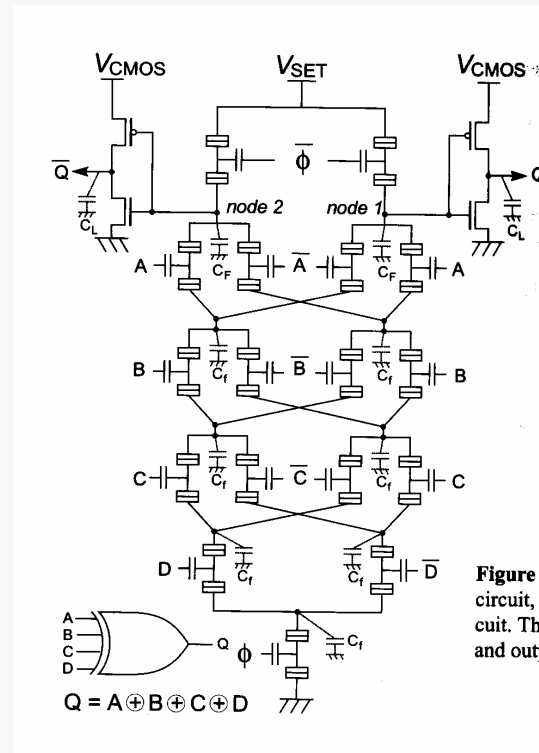 VCMOS VSET VCMOS
Q̅ ϕ̅ Q
CL node 2 node 1 CL
A CF A̅ CF A
B Cf B̅ Cf B
C Cf C̅ Cf C
D Cf Cf D̅
Figure
circuit,
cuit. Th
and outp
A
B
C
D
Q ϕ Cf
Q = A⊕B⊕C⊕D